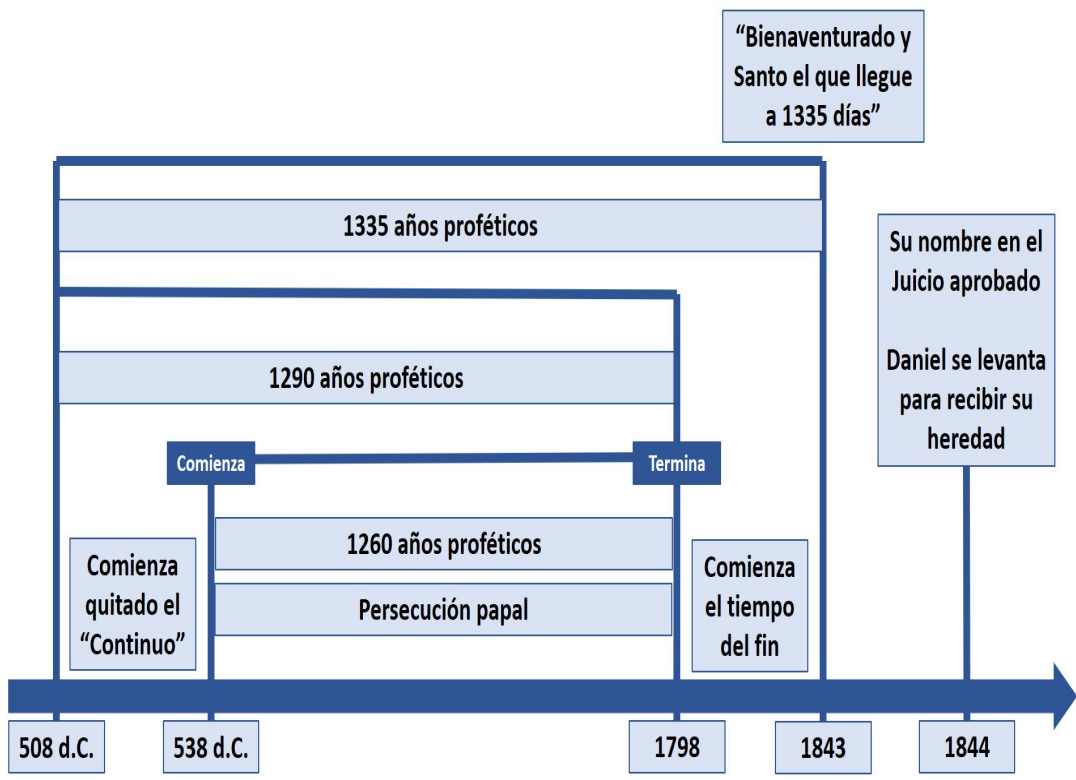 “Bienaventurado y
Santo el que llegue
a 1335 días”
1335 años proféticos
Su nombre en el
Juicio aprobado
Daniel se levanta
para recibir su
heredad
1290 años proféticos
Comienza
Termina
1260 años proféticos
Comienza
quitado el
“Continuo”
Persecución papal
Comienza
el tiempo
del fin
508 d.C.
538 d.C.
1798
1843
1844